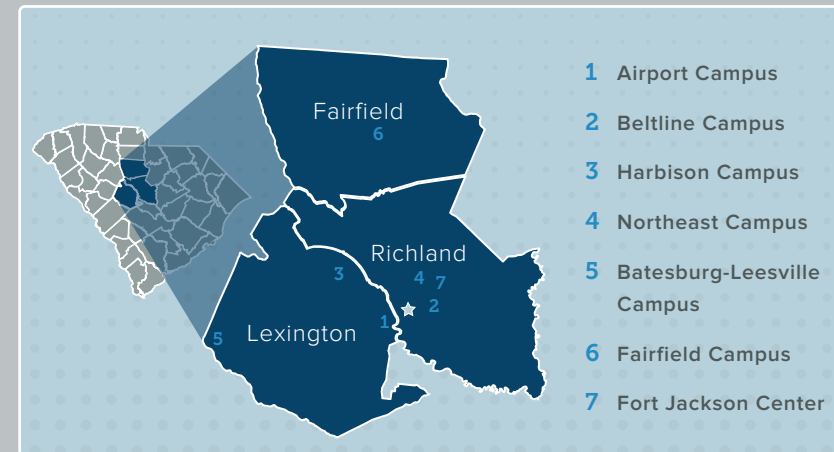 Fairfield
6
Richland
3
4
7
2
1
5
Lexington
1 Airport Campus
2 Beltline Campus
3 Harbison Campus
4 Northeast Campus
5 Batesburg-Leesville
Campus
6 Fairfield Campus
7 Fort Jackson Center